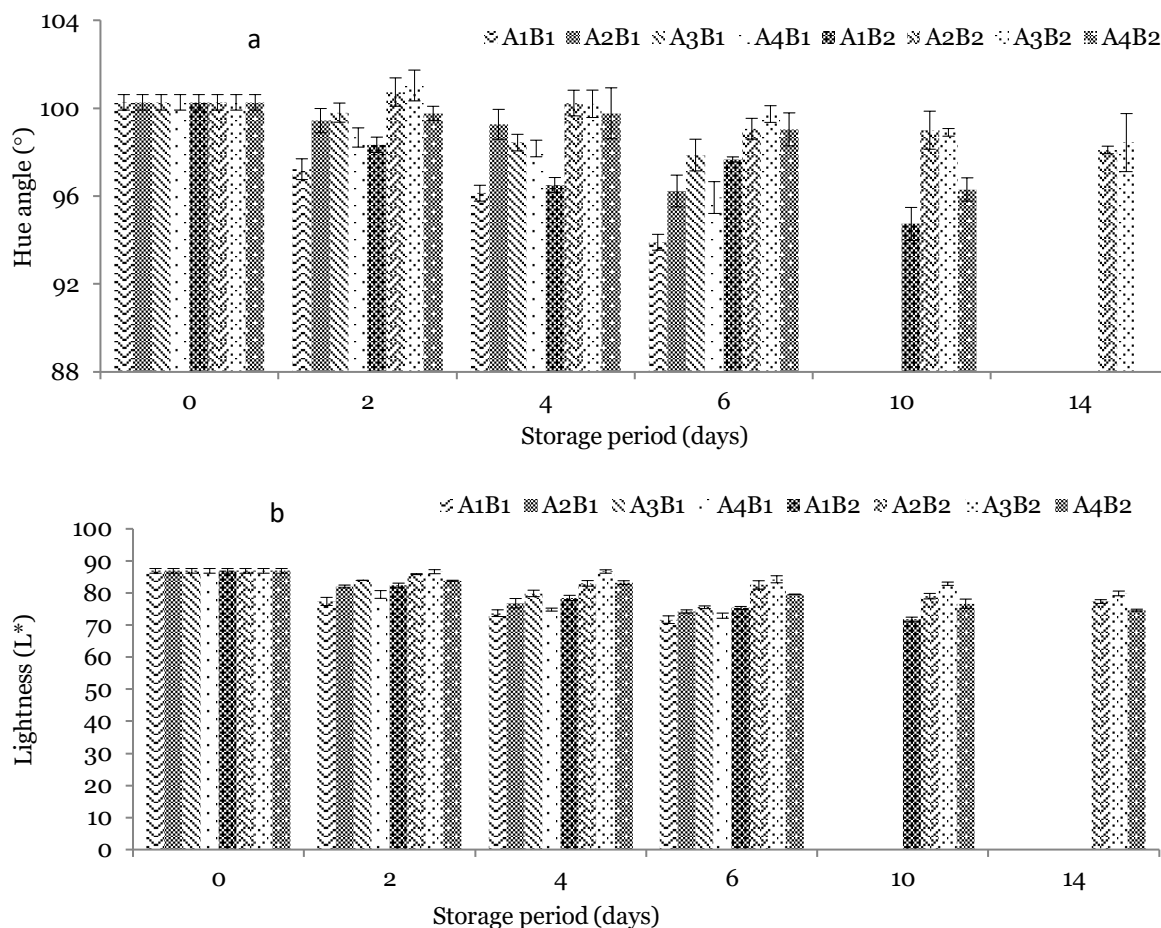 a
A1B1 A2B1 A3B1 A4B1 A1B2 A2B2 A3B2 A4B2
Hue angle (°)
104
100
96
92
88
0 2 4 6 10 14
Storage period (days)
b
A1B1 A2B1 A3B1 A4B1 A1B2 A2B2 A3B2 A4B2
Lightness (L*)
100
90
80
70
60
50
40
30
20
10
0
0 2 4 6 10 14
Storage period (days)